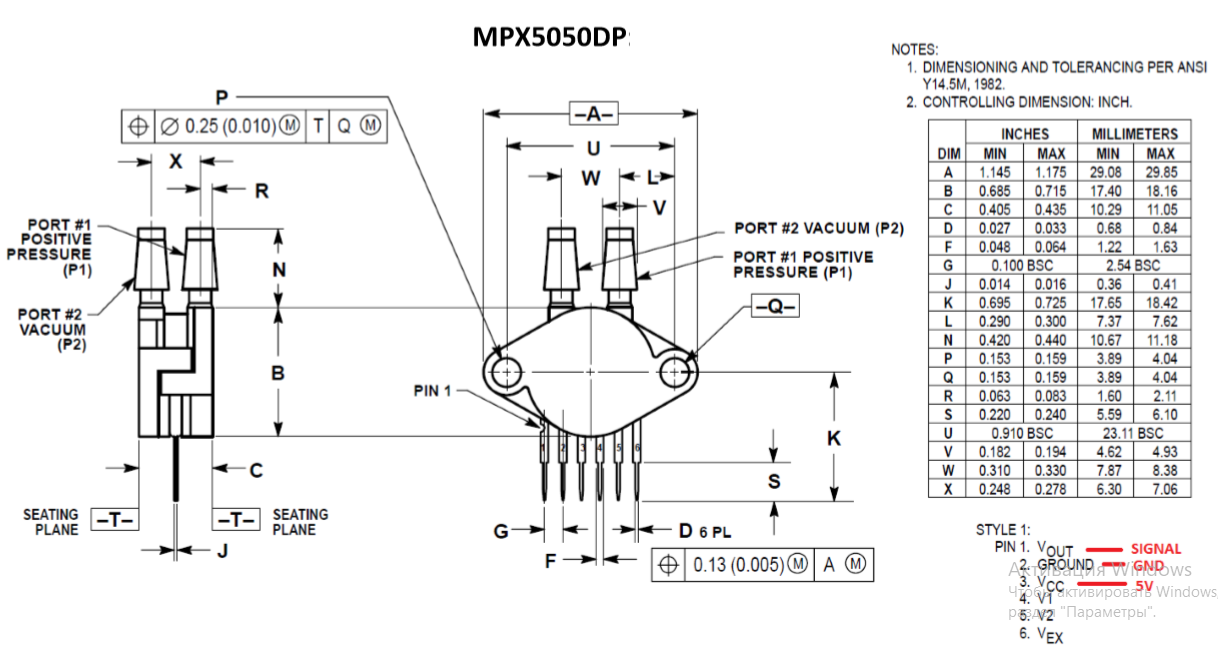 MPX5050DP
NOTES:
1. DIMENSIONING AND TOLERANCING PER ANSI
Y14.5M, 1982.
2. CONTROLLING DIMENSION: INCH.
P
⌖ ⌀ 0.25 (0.010) Ⓜ T Q Ⓜ
X
R
PORT #1
POSITIVE
PRESSURE
(P1)
N
PORT #2
VACUUM
(P2)
B
C
SEATING
PLANE
–T–
–T–
SEATING
PLANE
J
–A–
U
W
L
V
PORT #2 VACUUM (P2)
PORT #1 POSITIVE
PRESSURE (P1)
–Q–
PIN 1
1 2 3 4 5 6
K
S
G
D 6 PL
F
⌖ 0.13 (0.005) Ⓜ A Ⓜ
INCHES MILLIMETERS
DIM MIN MAX MIN MAX
A 1.145 1.175 29.08 29.85
B 0.685 0.715 17.40 18.16
C 0.405 0.435 10.29 11.05
D 0.027 0.033 0.68 0.84
F 0.048 0.064 1.22 1.63
G 0.100 BSC 2.54 BSC
J 0.014 0.016 0.36 0.41
K 0.695 0.725 17.65 18.42
L 0.290 0.300 7.37 7.62
N 0.420 0.440 10.67 11.18
P 0.153 0.159 3.89 4.04
Q 0.153 0.159 3.89 4.04
R 0.063 0.083 1.60 2.11
S 0.220 0.240 5.59 6.10
U 0.910 BSC 23.11 BSC
V 0.182 0.194 4.62 4.93
W 0.310 0.330 7.87 8.38
X 0.248 0.278 6.30 7.06
STYLE 1:
PIN 1. VOUT SIGNAL
2. GROUND GND
3. VCC 5V
4. V1
5. V2
6. VEX
Активация Windows
Чтобы активировать Windows,
раздел "Параметры".